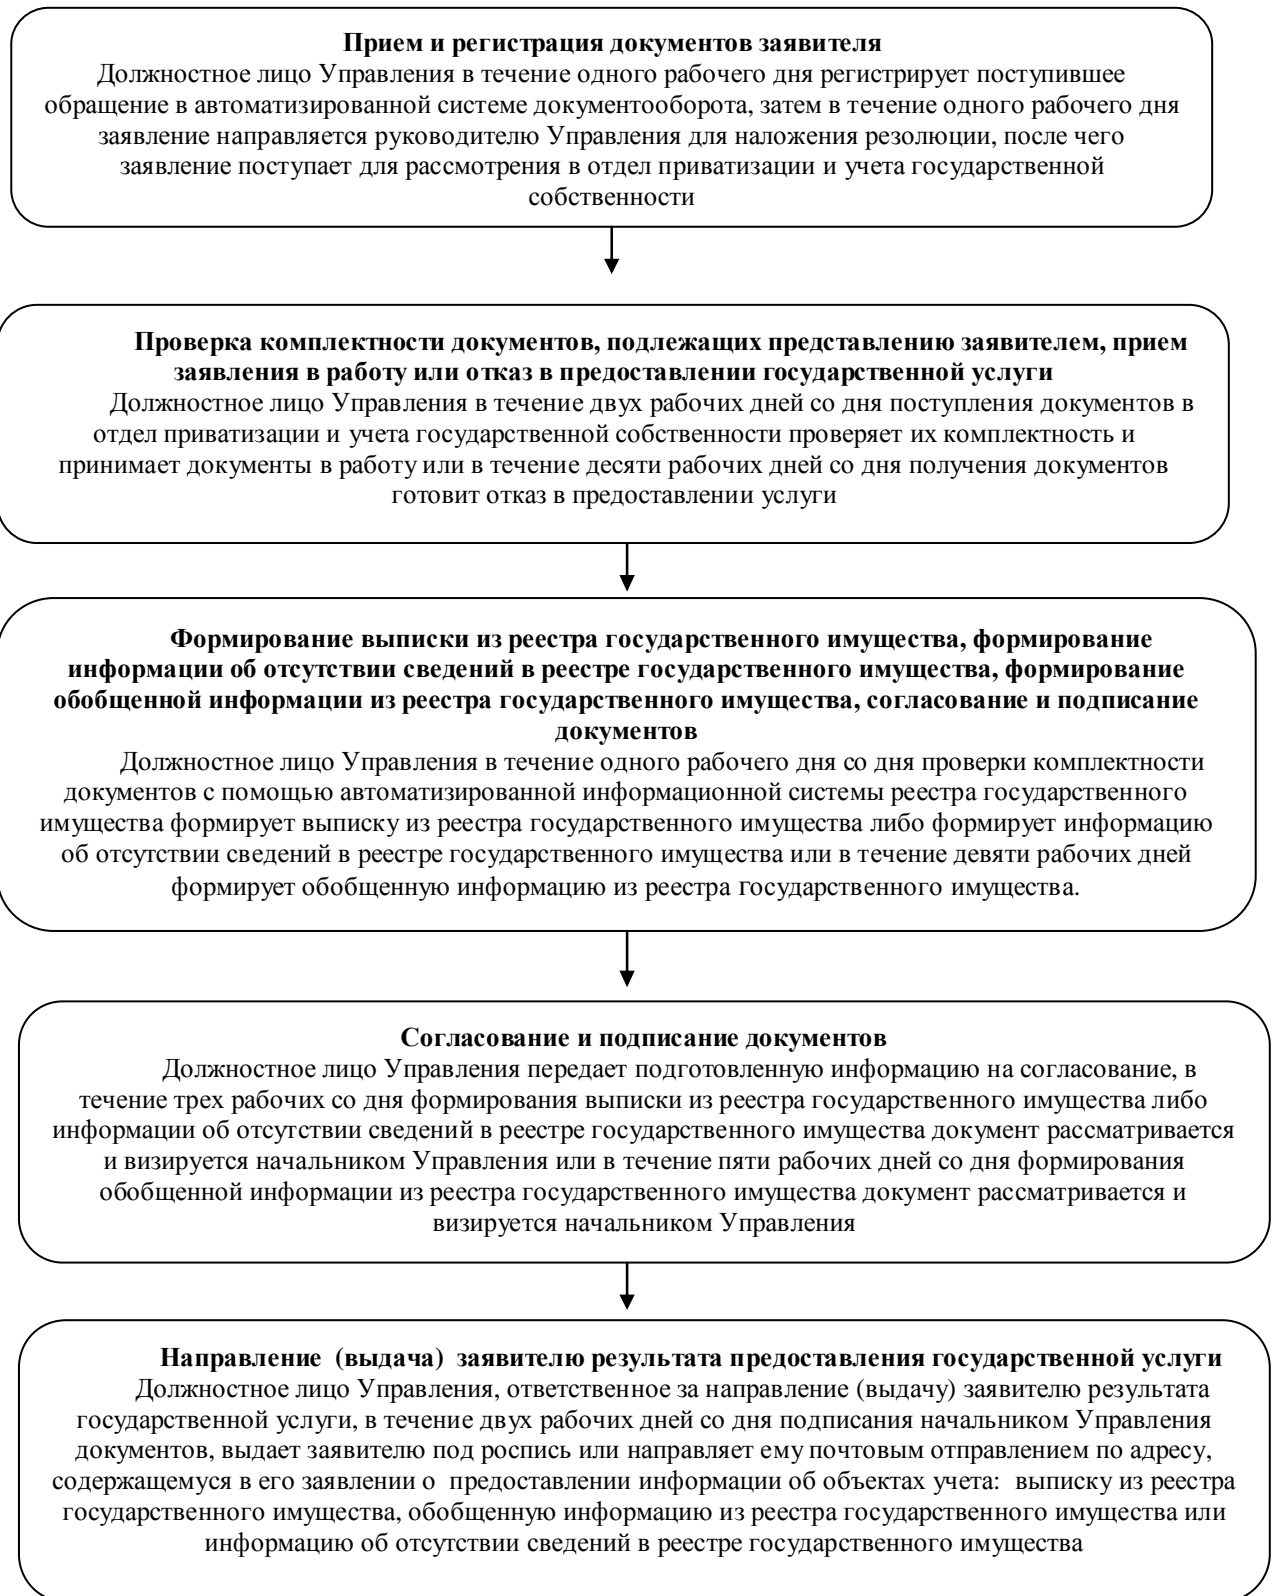 Прием и регистрация документов заявителя
Должностное лицо Управления в течение одного рабочего дня регистрирует поступившее
обращение в автоматизированной системе документооборота, затем в течение одного рабочего дня
заявление направляется руководителю Управления для наложения резолюции, после чего
заявление поступает для рассмотрения в отдел приватизации и учета государственной
собственности
Проверка комплектности документов, подлежащих представлению заявителем, прием
заявления в работу или отказ в предоставлении государственной услуги
Должностное лицо Управления в течение двух рабочих дней со дня поступления документов в
отдел приватизации и учета государственной собственности проверяет их комплектность и
принимает документы в работу или в течение десяти рабочих дней со дня получения документов
готовит отказ в предоставлении услуги
Формирование выписки из реестра государственного имущества, формирование
информации об отсутствии сведений в реестре государственного имущества, формирование
обобщенной информации из реестра государственного имущества, согласование и подписание
документов
Должностное лицо Управления в течение одного рабочего дня со дня проверки комплектности
документов с помощью автоматизированной информационной системы реестра государственного
имущества формирует выписку из реестра государственного имущества либо формирует информацию
об отсутствии сведений в реестре государственного имущества или в течение девяти рабочих дней
формирует обобщенную информацию из реестра государственного имущества.
Согласование и подписание документов
Должностное лицо Управления передает подготовленную информацию на согласование, в
течение трех рабочих со дня формирования выписки из реестра государственного имущества либо
информации об отсутствии сведений в реестре государственного имущества документ рассматривается
и визируется начальником Управления или в течение пяти рабочих дней со дня формирования
обобщенной информации из реестра государственного имущества документ рассматривается и
визируется начальником Управления
Направление (выдача) заявителю результата предоставления государственной услуги
Должностное лицо Управления, ответственное за направление (выдачу) заявителю результата
государственной услуги, в течение двух рабочих дней со дня подписания начальником Управления
документов, выдает заявителю под роспись или направляет ему почтовым отправлением по адресу,
содержащемуся в его заявлении о предоставлении информации об объектах учета: выписку из реестра
государственного имущества, обобщенную информацию из реестра государственного имущества или
информацию об отсутствии сведений в реестре государственного имущества